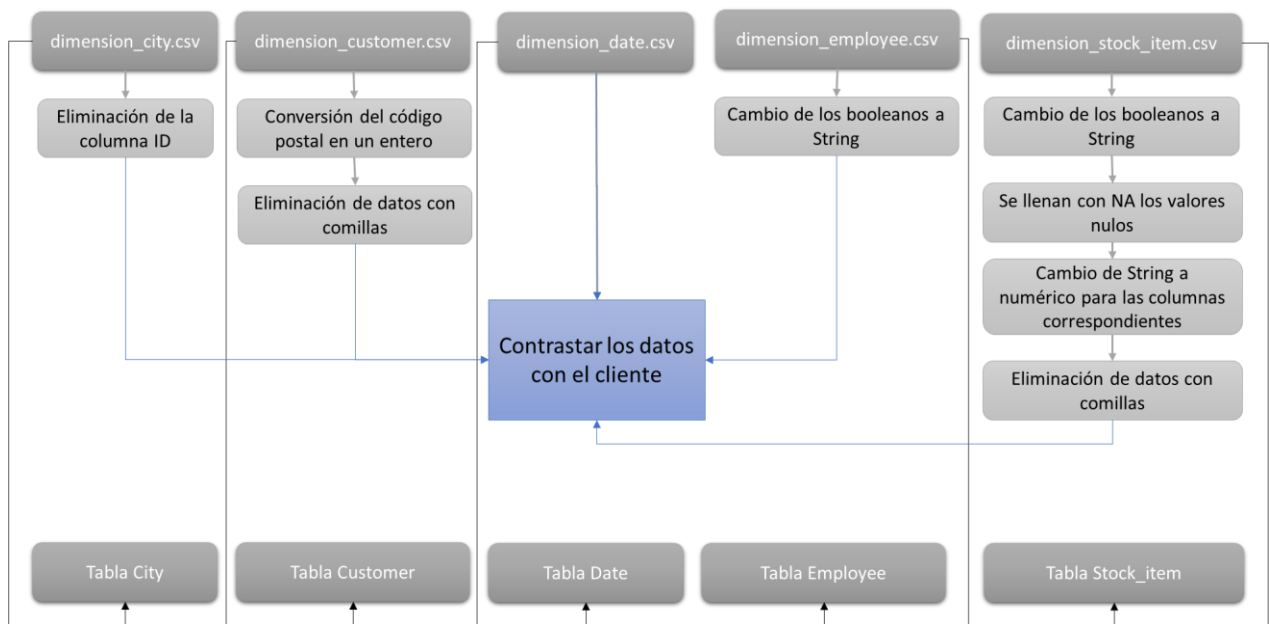 dimension_city.csv
dimension_customer.csv
dimension_date.csv
dimension_employee.csv
dimension_stock_item.csv
Eliminación de la
columna ID
Conversión del código
postal en un entero
Eliminación de datos con
comillas
Cambio de los booleanos a
String
Cambio de los booleanos a
String
Se llenan con NA los valores
nulos
Cambio de String a
numérico para las columnas
correspondientes
Eliminación de datos con
comillas
Contrastar los datos
con el cliente
Tabla City
Tabla Customer
Tabla Date
Tabla Employee
Tabla Stock_item